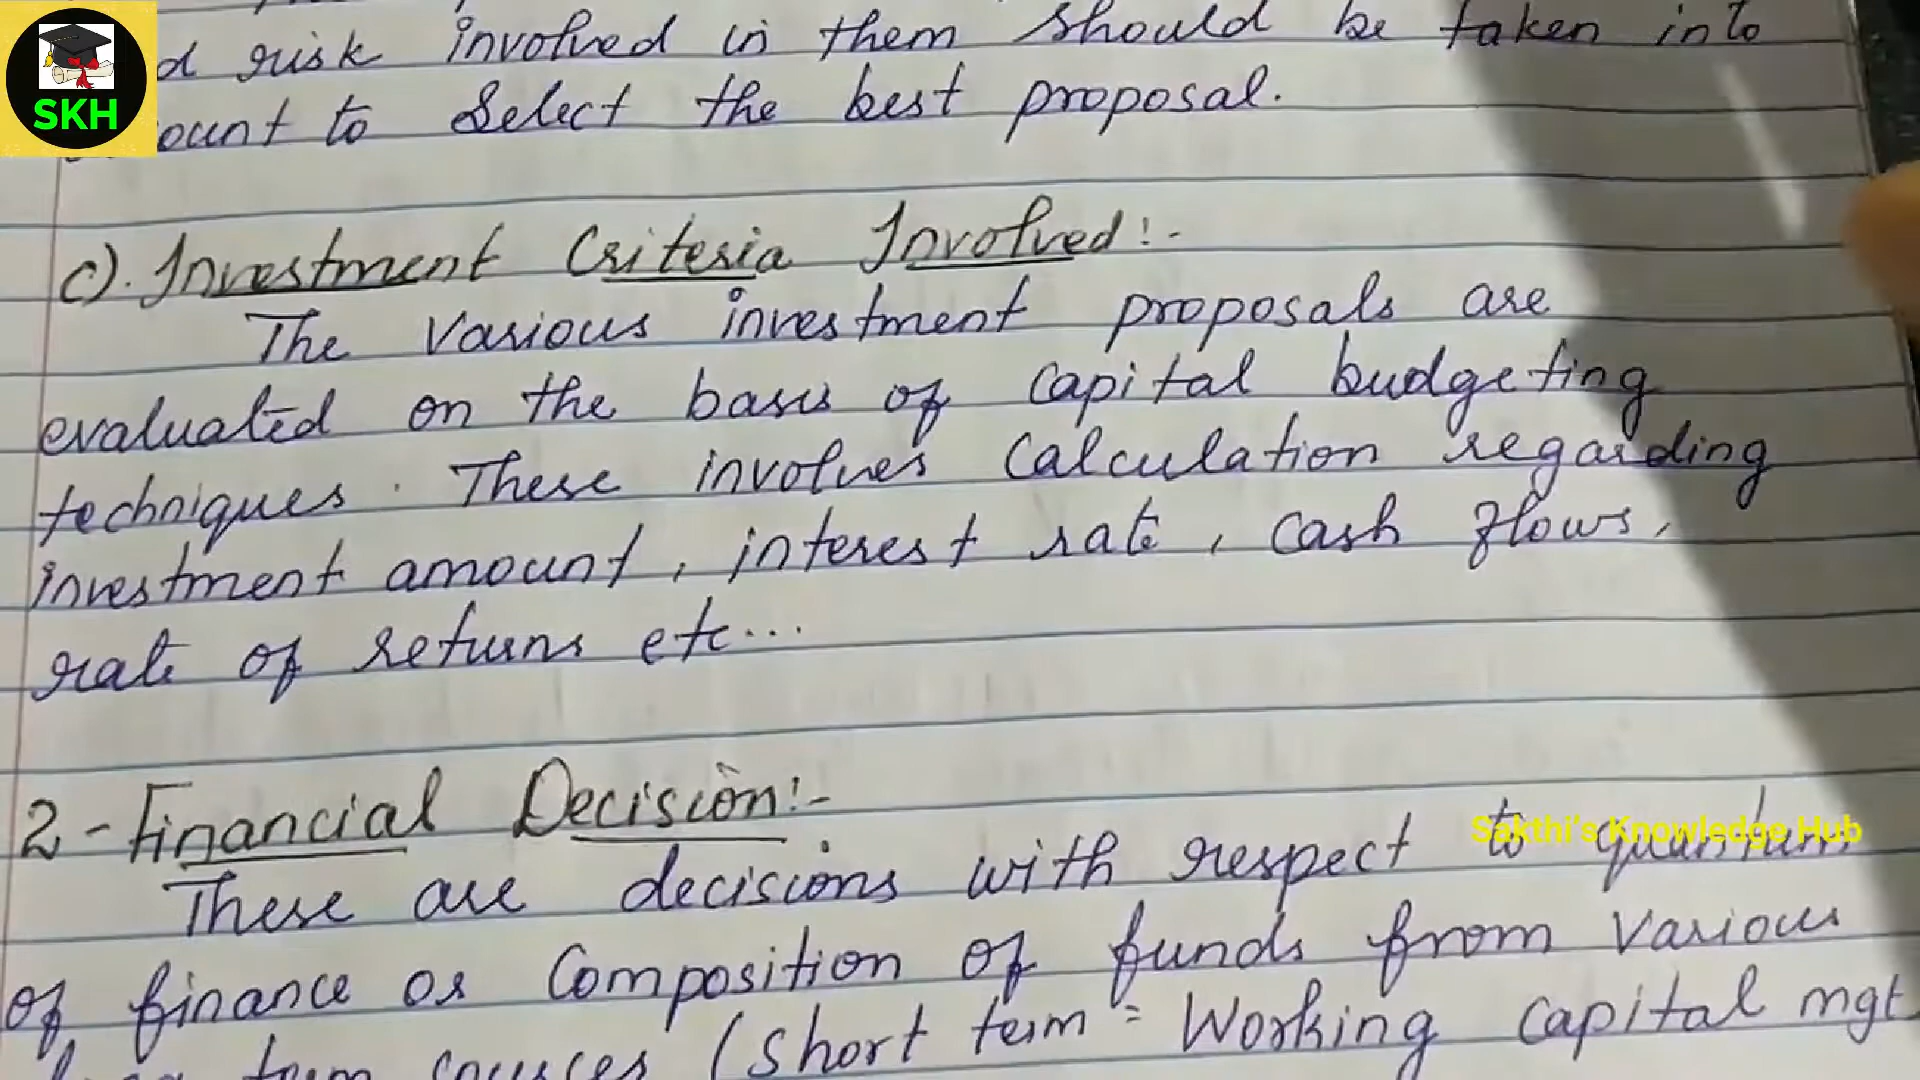 d risk involved in them should be taken into
ount to select the best proposal.
c). Investment Criteria Involved:-
The various investment proposals are
evaluated on the basis of capital budgeting
techniques. These involves calculation regarding
investment amount, interest rate, cash flows,
rate of returns etc...
2- Financial Decision:-
These are decisions with respect to quantum
of finance or Composition of funds from various
term sources (short term = Working capital mgt
SKH
Sakthi's Knowledge Hub